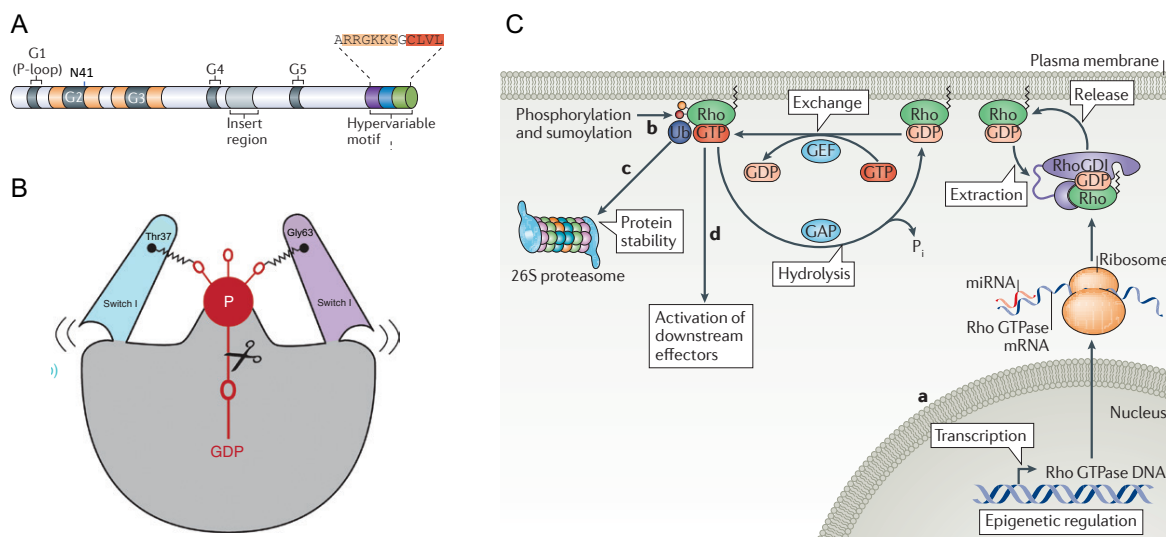 A
ARRGKKSGCLVL
G1
(P-loop)
N41
G2
G3
G4
G5
Insert
region
Hypervariable
motif
B
Thr37
Gly63
P
Switch I
Switch I
GDP
C
Plasma membrane
Phosphorylation
and sumoylation
b
Ub
Rho
GTP
Exchange
GEF
GDP
GTP
Rho
GDP
Rho
GDP
Release
RhoGDI
GDP
Rho
Extraction
c
Protein
stability
26S proteasome
d
GAP
Hydrolysis
Pi
Activation of
downstream
effectors
Ribosome
miRNA
Rho GTPase
mRNA
a
Nucleus
Transcription
Rho GTPase DNA
Epigenetic regulation